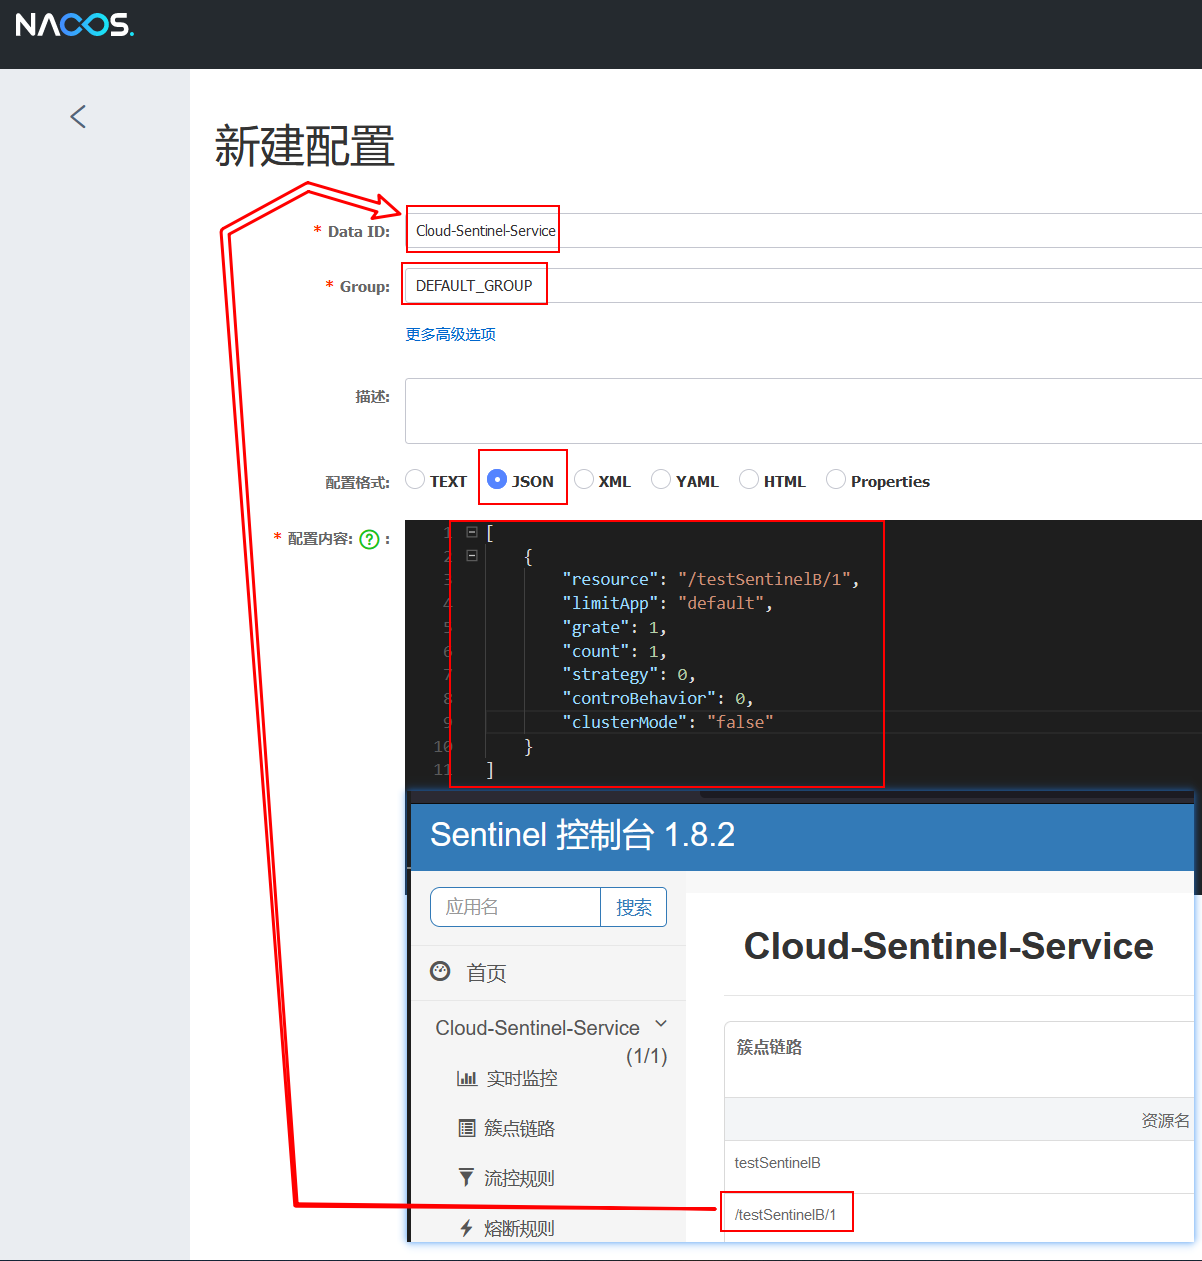 NACOS.
新建配置
* Data ID: Cloud-Sentinel-Service
* Group: DEFAULT_GROUP
更多高级选项
描述:
配置格式: TEXT JSON XML YAML HTML Properties
* 配置内容: ? :
1 [
2 {
3 "resource": "/testSentinelB/1",
4 "limitApp": "default",
5 "grate": 1,
6 "count": 1,
7 "strategy": 0,
8 "controBehavior": 0,
9 "clusterMode": "false"
10 }
11 ]
Sentinel 控制台 1.8.2
应用名 搜索
首页
Cloud-Sentinel-Service
(1/1)
实时监控
簇点链路
流控规则
熔断规则
Cloud-Sentinel-Service
簇点链路
资源名
testSentinelB
/testSentinelB/1